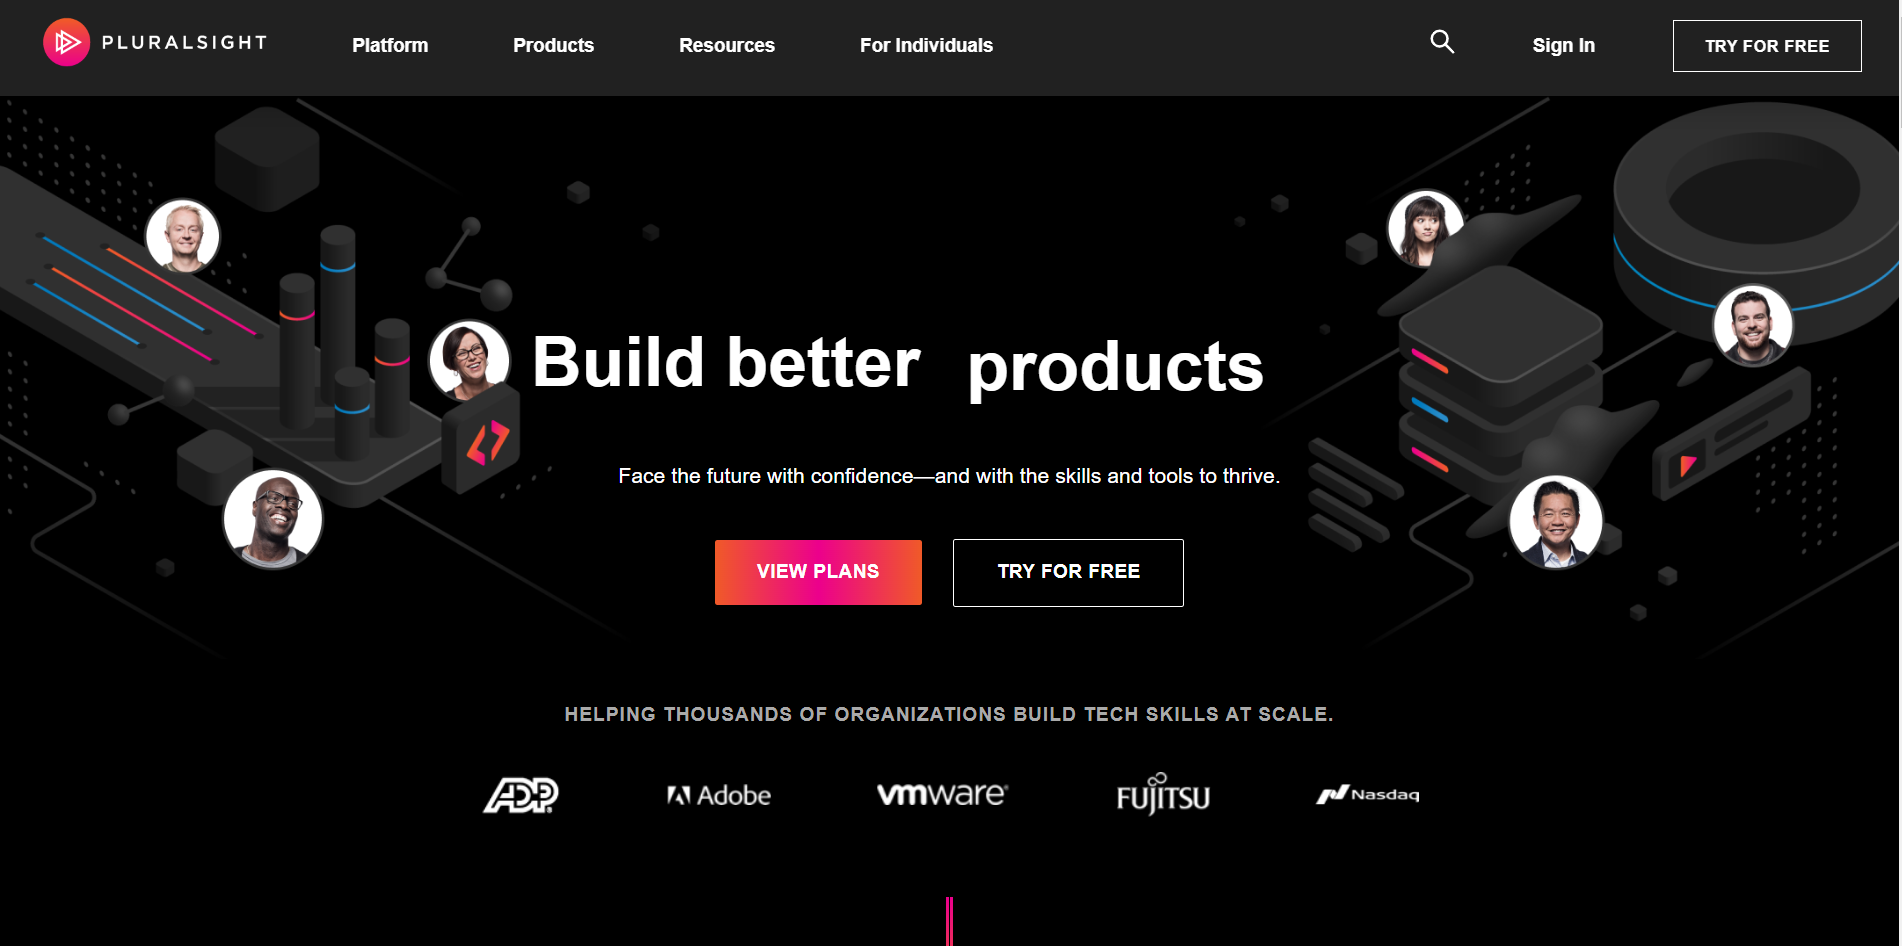 PLURALSIGHT
Platform
Products
Resources
For Individuals
Sign In
TRY FOR FREE
Build better products
Face the future with confidence—and with the skills and tools to thrive.
VIEW PLANS
TRY FOR FREE
HELPING THOUSANDS OF ORGANIZATIONS BUILD TECH SKILLS AT SCALE.
ADP
Adobe
vmware
FUJITSU
Nasdaq